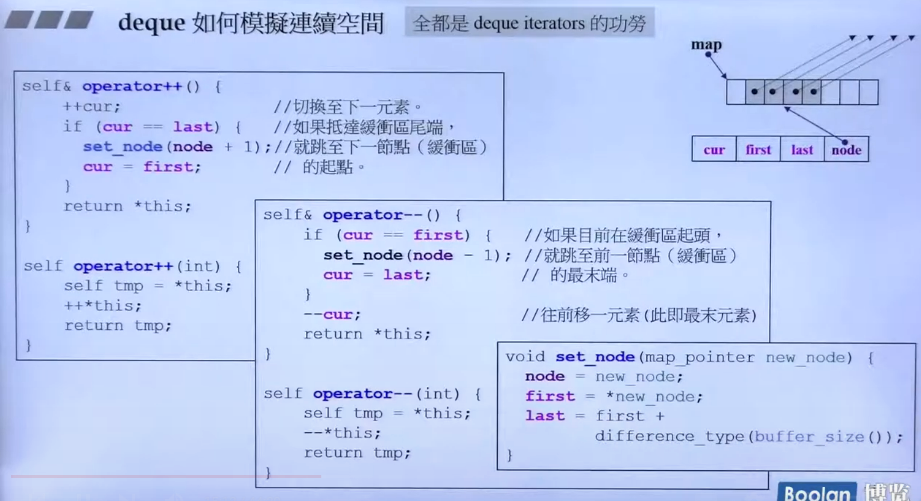 deque 如何模擬連續空間 全都是 deque iterators 的功勞
map
cur first last node
self& operator++() {
++cur; //切換至下一元素。
if (cur == last) { //如果抵達緩衝區尾端,
set_node(node + 1);//就跳至下一節點(緩衝區)
cur = first; // 的起點。
}
return *this;
}
self operator++(int) {
self tmp = *this;
++*this;
return tmp;
}
self& operator--() {
if (cur == first) { //如果目前在緩衝區起頭,
set_node(node - 1); //就跳至前一節點(緩衝區)
cur = last; // 的最末端。
}
--cur; //往前移一元素(此即最末元素)
return *this;
}
self operator--(int) {
self tmp = *this;
--*this;
return tmp;
}
void set_node(map_pointer new_node) {
node = new_node;
first = *new_node;
last = first +
difference_type(buffer_size());
}
Boolan 博览